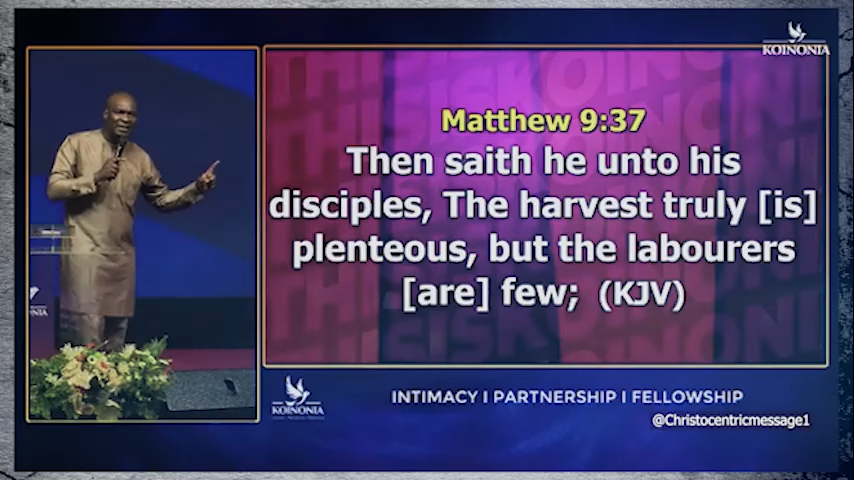 KOINONIA
Matthew 9:37
Then saith he unto his
disciples, The harvest truly [is]
plenteous, but the labourers
[are] few; (KJV)
KOINONIA
INTIMACY I PARTNERSHIP I FELLOWSHIP
@Christocentricmessage1